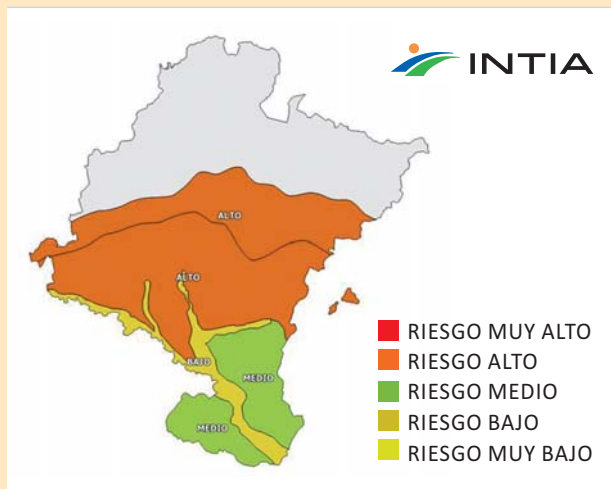 INTIA
ALTO
ALTO
BAJO
MEDIO
MEDIO
RIESGO MUY ALTO
RIESGO ALTO
RIESGO MEDIO
RIESGO BAJO
RIESGO MUY BAJO